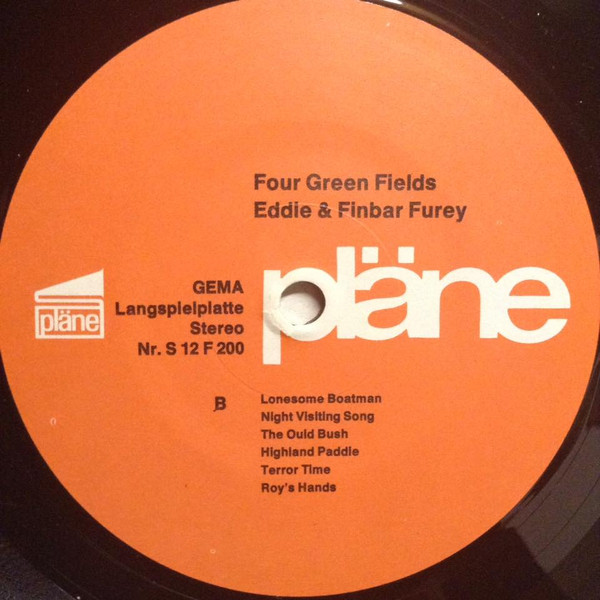 Four Green Fields
Eddie & Finbar Furey
pläne
pläne
GEMA
Langspielplatte
Stereo
Nr. S 12 F 200
B
Lonesome Boatman
Night Visiting Song
The Ould Bush
Highland Paddie
Terror Time
Roy's Hands